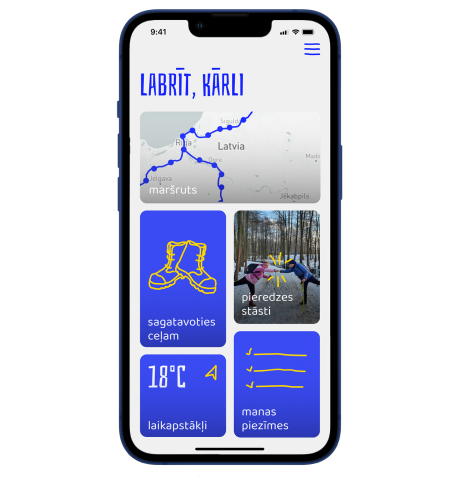 9:41
LABRĪT, KĀRLI
Siguld
Rīga
Latvia
Ogre
Mado
Jelgava
Jēkabpils
maršruts
pieredzes
stāsti
sagatavoties
ceļam
18°C
laikapstākļi
manas
piezīmes